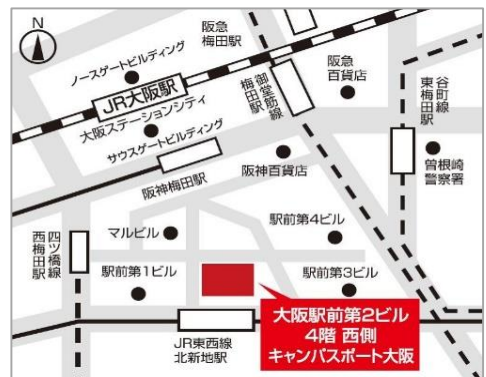 N
阪急
梅田駅
ノースゲートビルディング
JR大阪駅
大阪ステーションシティ
サウスゲートビルディング
御堂筋線
梅田駅
阪急
百貨店
谷町線
東梅田駅
曽根崎
警察署
阪神梅田駅
阪神百貨店
四ツ橋線
西梅田駅
マルビル
駅前第4ビル
駅前第1ビル
駅前第3ビル
大阪駅前第2ビル
4階 西側
キャンパスポート大阪
JR東西線
北新地駅